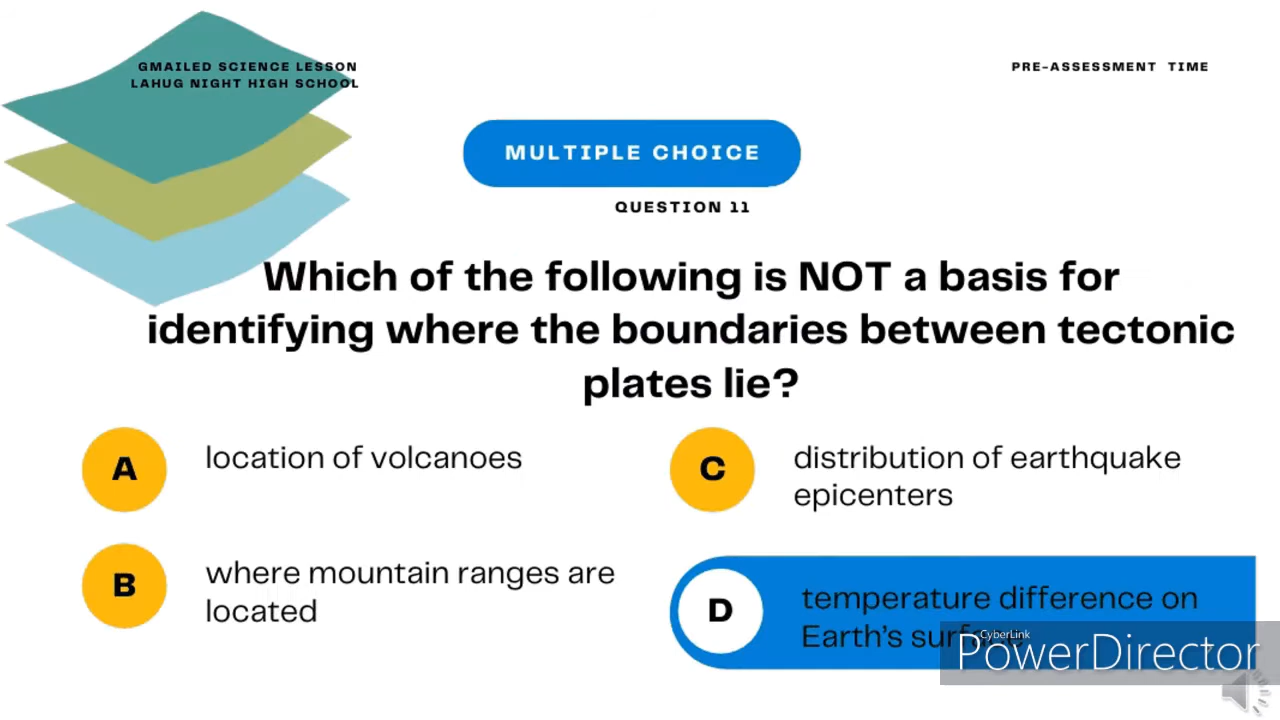 GMAILED SCIENCE LESSON
LAHUG NIGHT HIGH SCHOOL
PRE-ASSESSMENT TIME
MULTIPLE CHOICE
QUESTION 11
Which of the following is NOT a basis for
identifying where the boundaries between tectonic
plates lie?
A
location of volcanoes
B
where mountain ranges are
located
C
distribution of earthquake
epicenters
D
temperature difference on
Earth's surface
CyberLink
PowerDirector